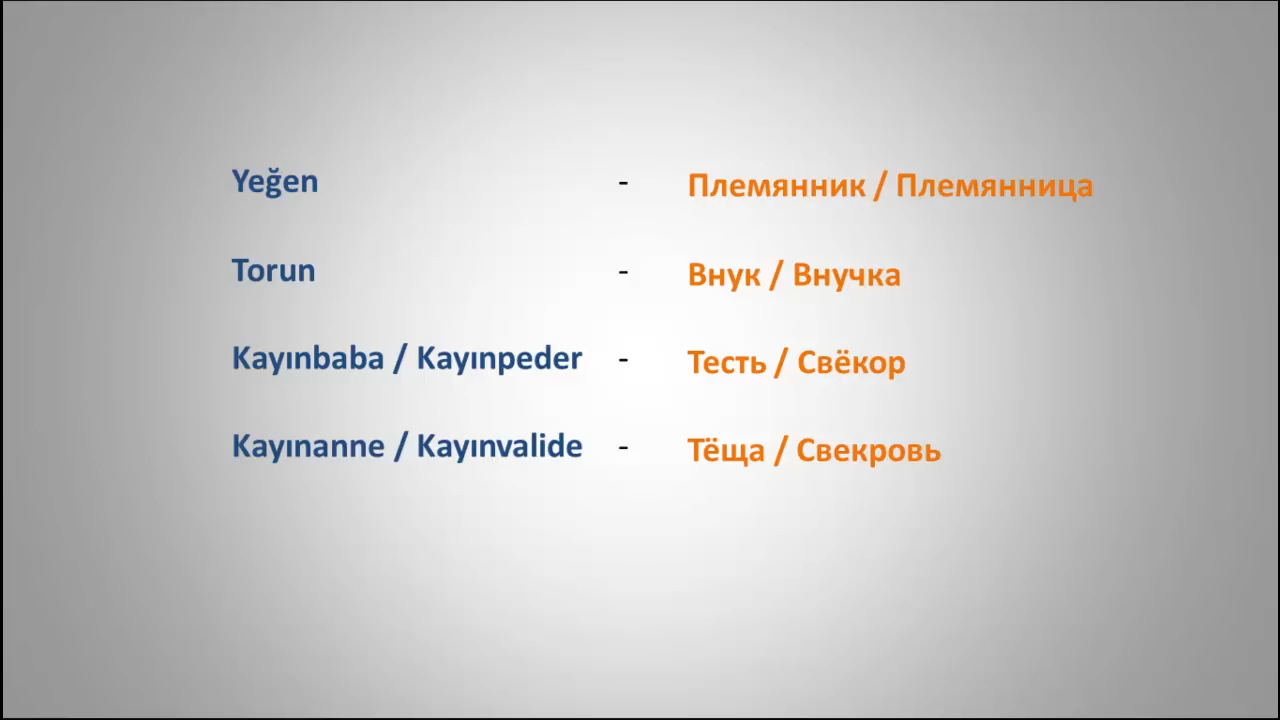 Yeğen - Племянник / Племянница
Torun - Внук / Внучка
Kayınbaba / Kayınpeder - Тесть / Свёкор
Kayınanne / Kayınvalide - Тёща / Свекровь